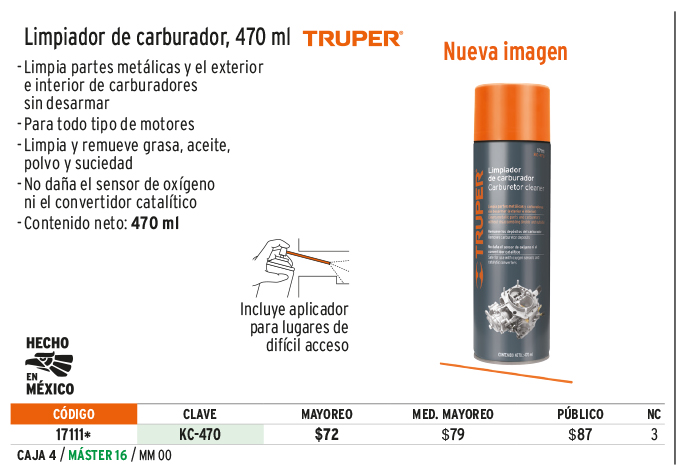 Limpiador de carburador, 470 ml TRUPER®
Nueva imagen
- Limpia partes metálicas y el exterior
e interior de carburadores
sin desarmar
- Para todo tipo de motores
- Limpia y remueve grasa, aceite,
polvo y suciedad
- No daña el sensor de oxígeno
ni el convertidor catalítico
- Contenido neto: 470 ml
TRUPER
Limpiador
de carburador
Carburetor cleaner
Incluye aplicador
para lugares de
difícil acceso
HECHO
EN
MÉXICO
CÓDIGO CLAVE MAYOREO MED. MAYOREO PÚBLICO NC
17111* KC-470 $72 $79 $87 3
CAJA 4 / MÁSTER 16 / MM 00